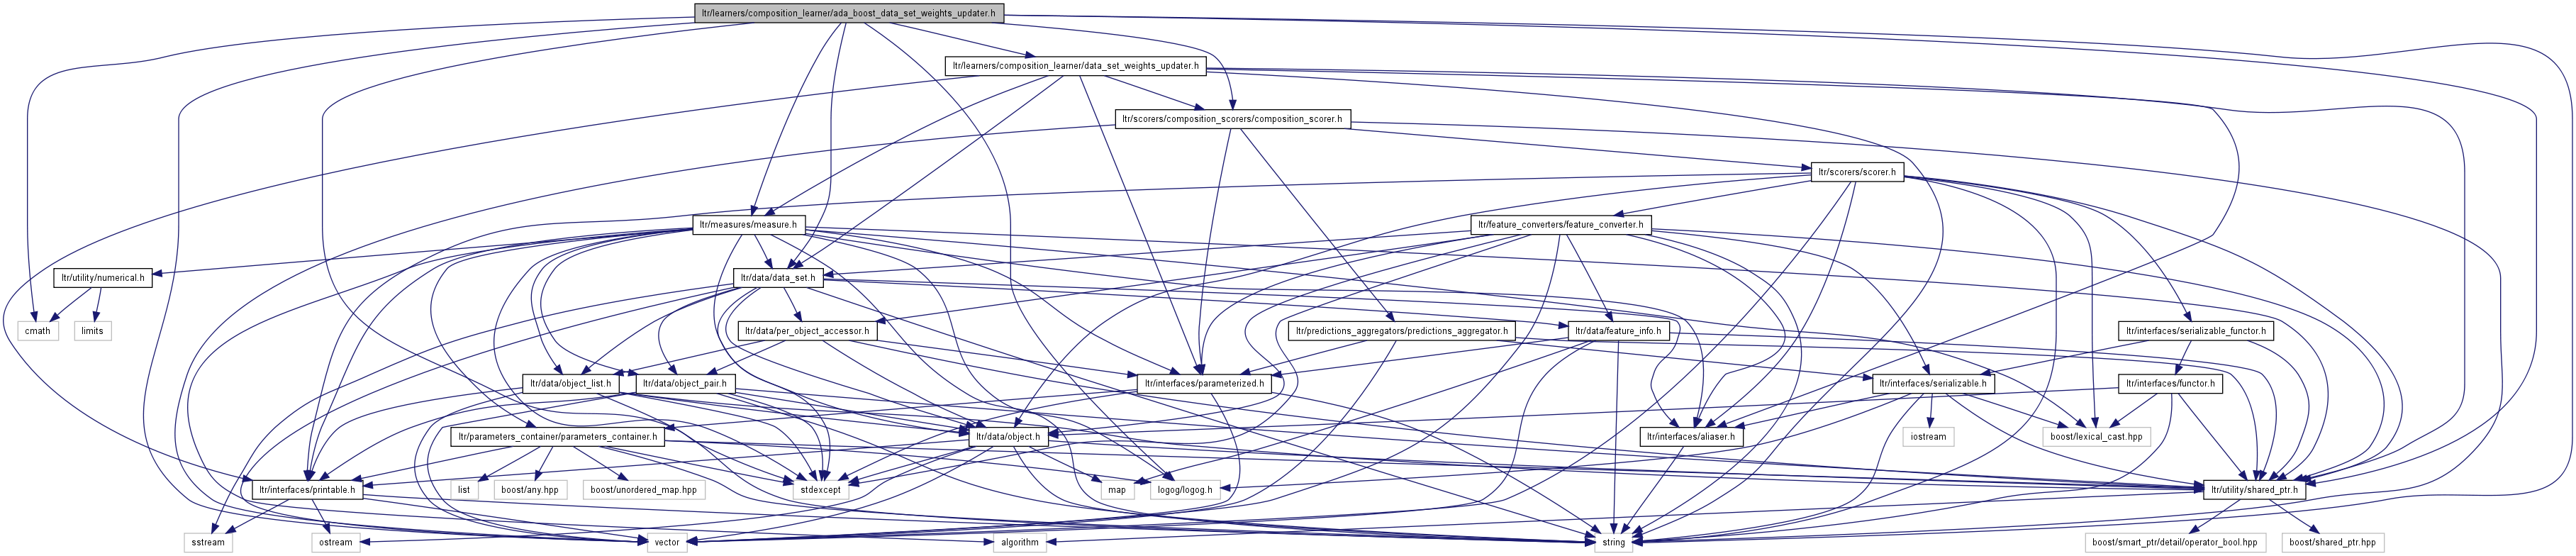 ltr/learners/composition_learner/ada_boost_data_set_weights_updater.h
ltr/learners/composition_learner/data_set_weights_updater.h
ltr/scorers/composition_scorers/composition_scorer.h
ltr/scorers/scorer.h
ltr/measures/measure.h
ltr/feature_converters/feature_converter.h
ltr/utility/numerical.h
ltr/data/data_set.h
cmath
limits
ltr/data/per_object_accessor.h
ltr/predictions_aggregators/predictions_aggregator.h
ltr/data/feature_info.h
ltr/interfaces/serializable_functor.h
ltr/data/object_list.h
ltr/data/object_pair.h
ltr/interfaces/parameterized.h
ltr/interfaces/serializable.h
ltr/interfaces/functor.h
ltr/parameters_container/parameters_container.h
ltr/data/object.h
ltr/interfaces/aliaser.h
iostream
boost/lexical_cast.hpp
ltr/interfaces/printable.h
list
boost/any.hpp
boost/unordered_map.hpp
stdexcept
map
logog/logog.h
ltr/utility/shared_ptr.h
sstream
ostream
vector
algorithm
string
boost/smart_ptr/detail/operator_bool.hpp
boost/shared_ptr.hpp